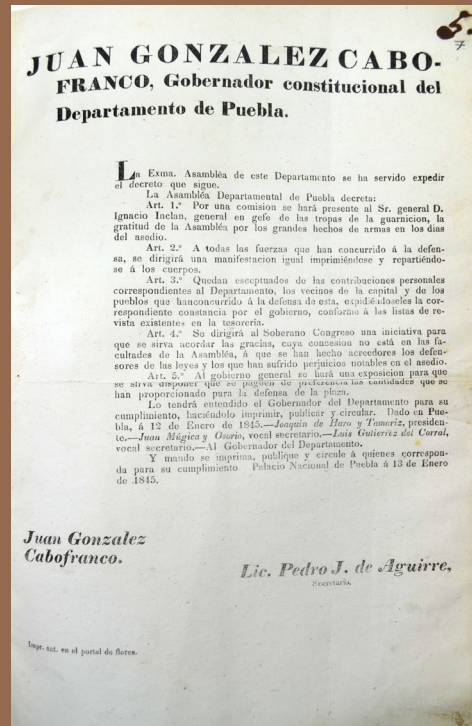 5.
7
JUAN GONZALEZ CABO-
FRANCO, Gobernador constitucional del
Departamento de Puebla.
La Exma. Asambléa de este Departamento se ha servido expedir
el decreto que sigue.
La Asambléa Departamental de Puebla decreta:
Art. 1.º Por una comision se hará presente al Sr. general D.
Ignacio Inclan, general en gefe de las tropas de la guarnicion, la
gratitud de la Asambléa por los grandes hechos de armas en los dias
del asedio.
Art. 2.º A todas las fuerzas que han concurrido á la defen-
sa, se dirigirá una manifestacion igual imprimiéndose y repartiéndo-
se á los cuerpos.
Art. 3.º Quedan esceptuados de las contribuciones personales
correspondientes al Departamento, los vecinos de la capital y de los
pueblos que hanconcurrido á la defensa de esta, expidiéndoseles la cor-
respondiente constancia por el gobierno, conforme á las listas de re-
vista existentes en la tesorería.
Art. 4.º Se dirigirá al Soberano Congreso una iniciativa para
que se sirva acordar las gracias, cuya concesion no está en las fa-
cultades de la Asambléa, á que se han hecho acreedores los defen-
sores de las leyes y los que han sufrido perjuicios notables en el asedio.
Art. 5.º Al gobierno general se hará una exposicion para que
se sirva disponer que se paguen de preferencia las cantidades que se
han proporcionado para la defensa de la plaza.
Lo tendrá entendido el Gobernador del Departamento para su
cumplimiento, haciéndolo imprimir, publicar y circular. Dado en Pue-
bla, á 12 de Enero de 1845.—Joaquin de Haro y Tamariz, presiden-
te.—Juan Múgica y Osorio, vocal secretario.—Luis Gutierrez del Corral,
vocal secretario.—Al Gobernador del Departamento.
Y mando se imprima, publique y circule á quienes correspon-
da para su cumplimiento Palacio Nacional de Puebla á 13 de Enero
de 1845.
Juan Gonzalez
Cabofranco.
Lic. Pedro J. de Aguirre,
Secretario.
Impr. nat. en el portal de flores.